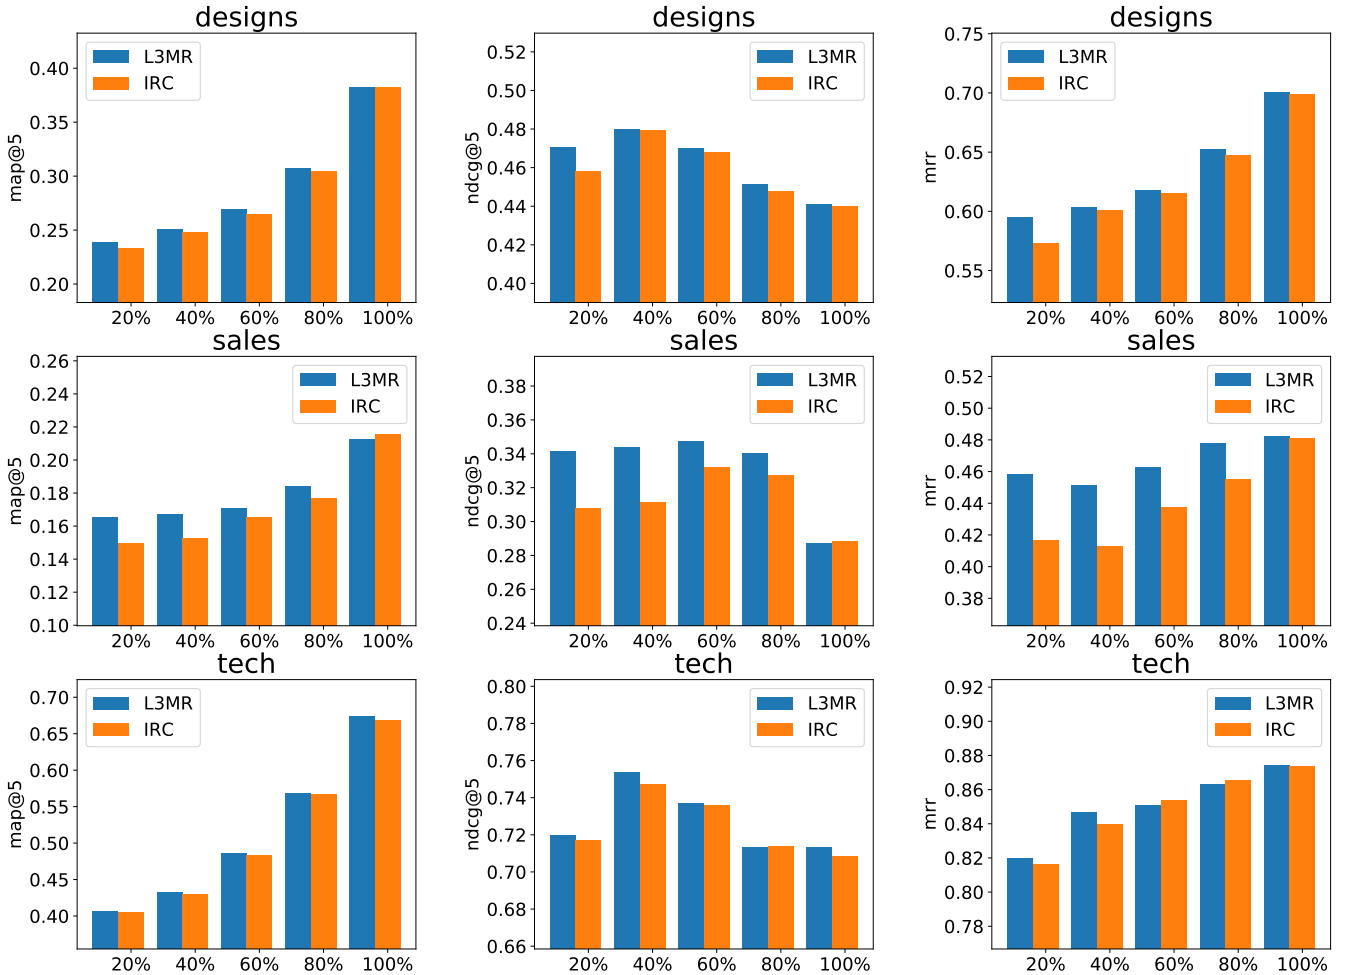 designs
map@5
0.40
0.35
0.30
0.25
0.20
L3MR
IRC
20% 40% 60% 80% 100%
designs
ndcg@5
0.52
0.50
0.48
0.46
0.44
0.42
0.40
L3MR
IRC
20% 40% 60% 80% 100%
designs
mrr
0.75
0.70
0.65
0.60
0.55
L3MR
IRC
20% 40% 60% 80% 100%
sales
map@5
0.26
0.24
0.22
0.20
0.18
0.16
0.14
0.12
0.10
L3MR
IRC
20% 40% 60% 80% 100%
sales
ndcg@5
0.38
0.36
0.34
0.32
0.30
0.28
0.26
0.24
L3MR
IRC
20% 40% 60% 80% 100%
sales
mrr
0.52
0.50
0.48
0.46
0.44
0.42
0.40
0.38
L3MR
IRC
20% 40% 60% 80% 100%
tech
map@5
0.70
0.65
0.60
0.55
0.50
0.45
0.40
L3MR
IRC
20% 40% 60% 80% 100%
tech
ndcg@5
0.80
0.78
0.76
0.74
0.72
0.70
0.68
0.66
L3MR
IRC
20% 40% 60% 80% 100%
tech
mrr
0.92
0.90
0.88
0.86
0.84
0.82
0.80
0.78
L3MR
IRC
20% 40% 60% 80% 100%